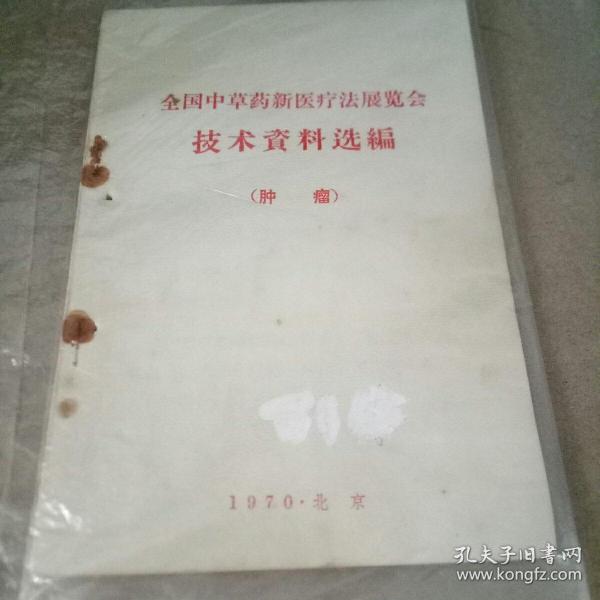 全国中草药新医疗法展览会
技术資料选編
（肿 瘤）
1970·北 京
孔夫子旧书网
www.kongfz.com